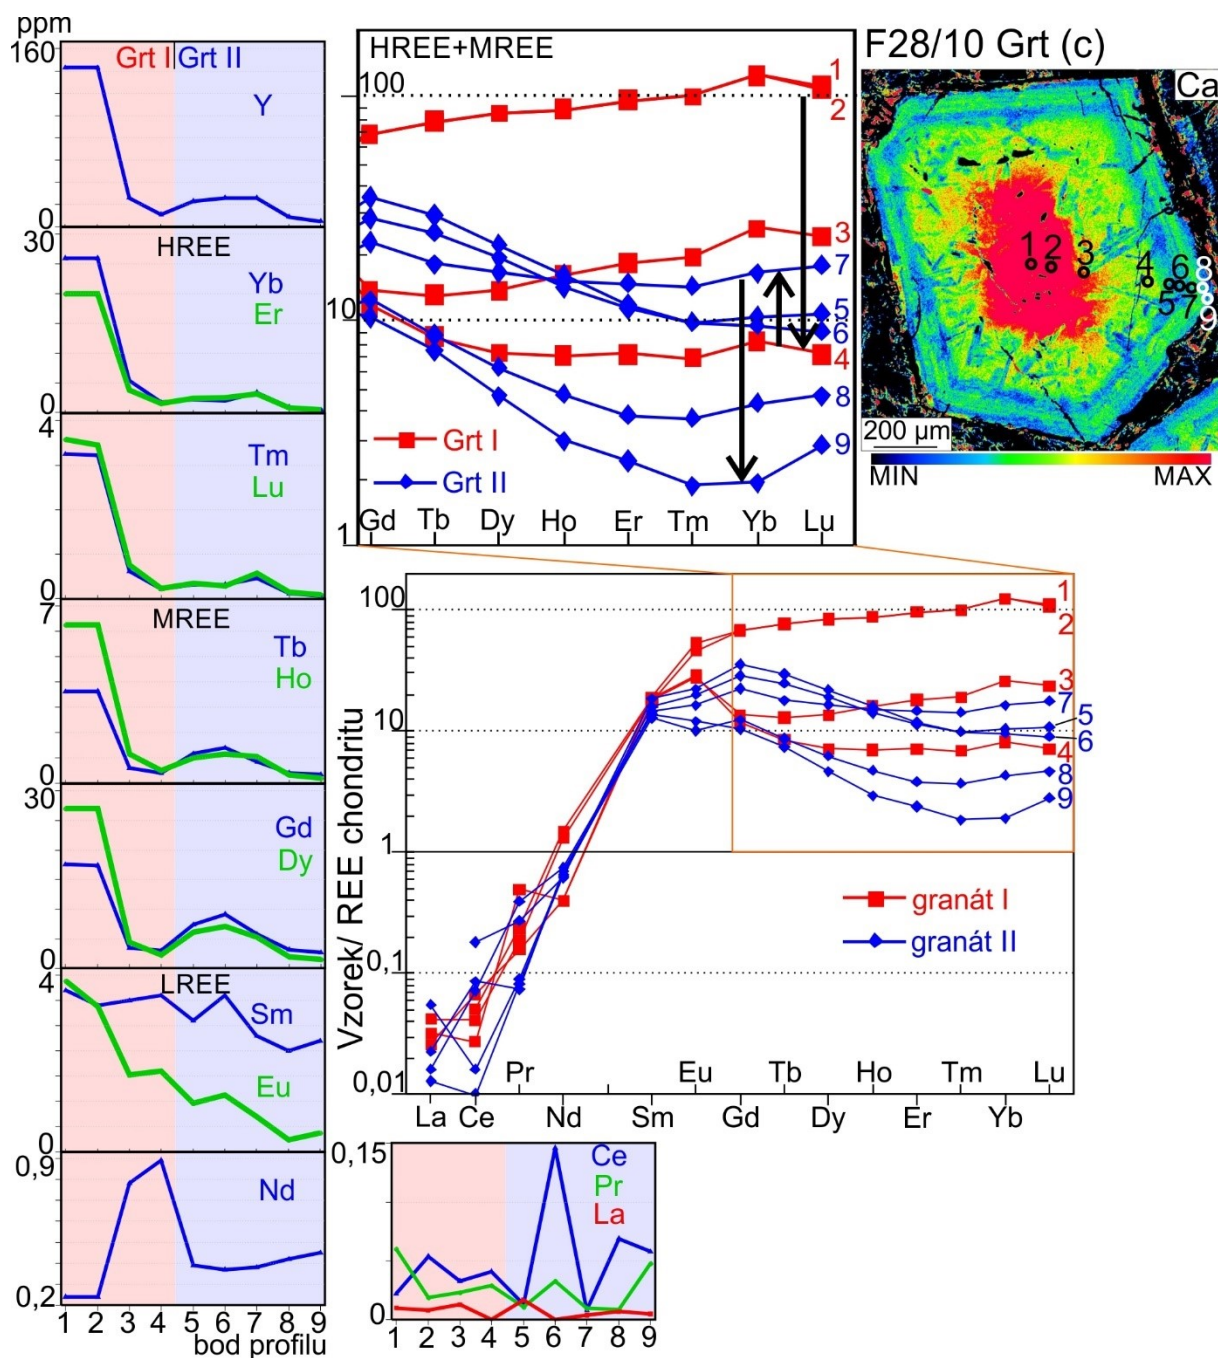 ppm
160
Grt I Grt II
Y
0
30
HREE
Yb
Er
0
4
Tm
Lu
0
7
MREE
Tb
Ho
0
30
Gd
Dy
0
4
LREE
Sm
Eu
0
0,9
Nd
0,2
1 2 3 4 5 6 7 8 9
bod profilu
HREE+MREE
100
10
1
1
2
3
7
5
6
4
8
9
Grt I
Grt II
Gd Tb Dy Ho Er Tm Yb Lu
F28/10 Grt (c)
Ca
1 2 3 4 6
5 7
200 µm
MIN MAX
Vzorek/ REE chondritu
100
10
1
0,1
0,01
1
2
3
7
5
6
4
8
9
granát I
granát II
Pr Eu Tb Ho Tm Lu
La Ce Nd Sm Gd Dy Er Yb
0,15
Ce
Pr
La
0
1 2 3 4 5 6 7 8 9